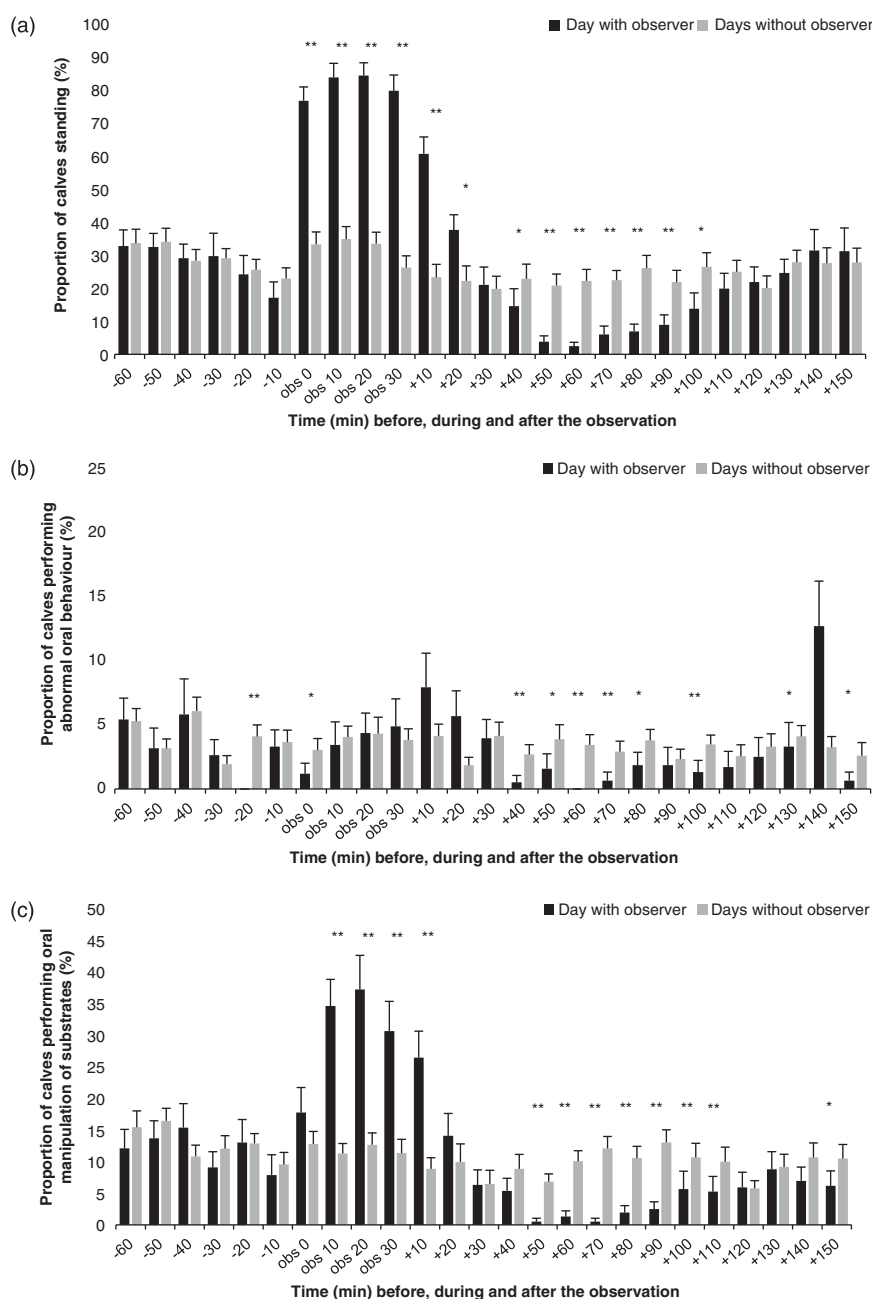 (a)
Day with observer Days without observer
Proportion of calves standing (%)
100
** ** ** **
90
80
**
70
60
*
50
40
* ** ** ** ** ** *
30
20
10
0
-60 -50 -40 -30 -20 -10 obs 0 obs 10 obs 20 obs 30 +10 +20 +30 +40 +50 +60 +70 +80 +90 +100 +110 +120 +130 +140 +150
Time (min) before, during and after the observation
(b)
Day with observer Days without observer
Proportion of calves performing
abnormal oral behaviour (%)
25
20
15
10
** * ** * ** ** * ** * *
5
0
-60 -50 -40 -30 -20 -10 obs 0 obs 10 obs 20 obs 30 +10 +20 +30 +40 +50 +60 +70 +80 +90 +100 +110 +120 +130 +140 +150
Time (min) before, during and after the observation
(c)
Day with observer Days without observer
Proportion of calves performing oral
manipulation of substrates (%)
50
** ** ** **
45
40
35
30
25
20
** ** ** ** ** ** ** *
15
10
5
0
-60 -50 -40 -30 -20 -10 obs 0 obs 10 obs 20 obs 30 +10 +20 +30 +40 +50 +60 +70 +80 +90 +100 +110 +120 +130 +140 +150
Time (min) before, during and after the observation